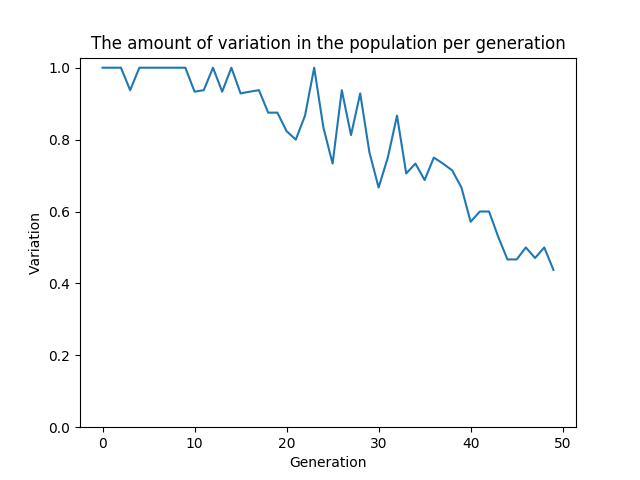 The amount of variation in the population per generation
1.0
0.8
0.6
0.4
0.2
0.0
Variation
0 10 20 30 40 50
Generation